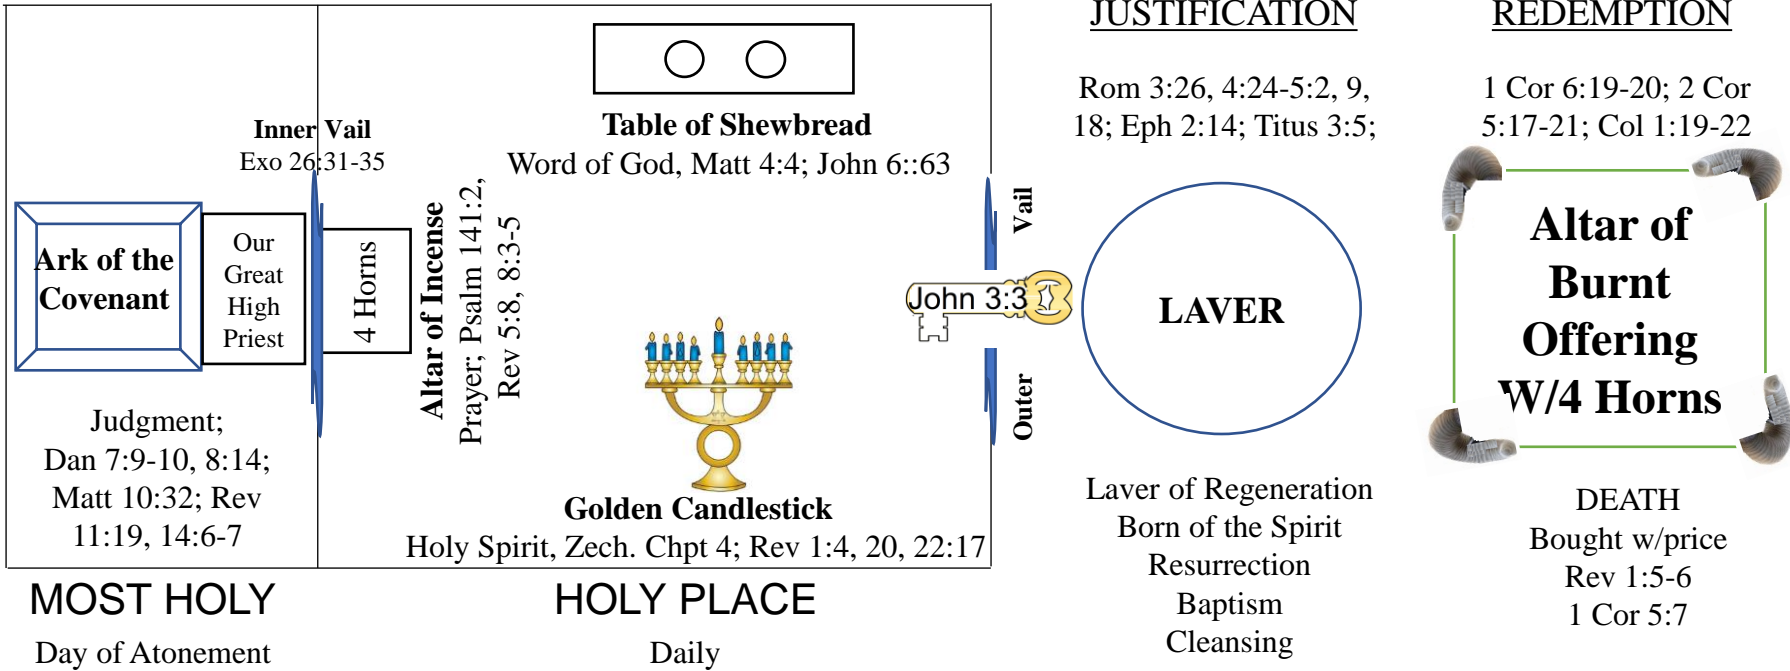 JUSTIFICATION
REDEMPTION
Rom 3:26, 4:24-5:2, 9,
18; Eph 2:14; Titus 3:5;
1 Cor 6:19-20; 2 Cor
5:17-21; Col 1:19-22
Inner Vail
Exo 26:31-35
Table of Shewbread
Word of God, Matt 4:4; John 6::63
Ark of the
Covenant
Our
Great
High
Priest
4 Horns
Altar of Incense
Prayer; Psalm 141:2,
Rev 5:8, 8:3-5
Outer Vail
John 3:3
LAVER
Altar of
Burnt
Offering
W/4 Horns
Judgment;
Dan 7:9-10, 8:14;
Matt 10:32; Rev
11:19, 14:6-7
Golden Candlestick
Holy Spirit, Zech. Chpt 4; Rev 1:4, 20, 22:17
Laver of Regeneration
Born of the Spirit
Resurrection
Baptism
Cleansing
DEATH
Bought w/price
Rev 1:5-6
1 Cor 5:7
MOST HOLY
Day of Atonement
HOLY PLACE
Daily